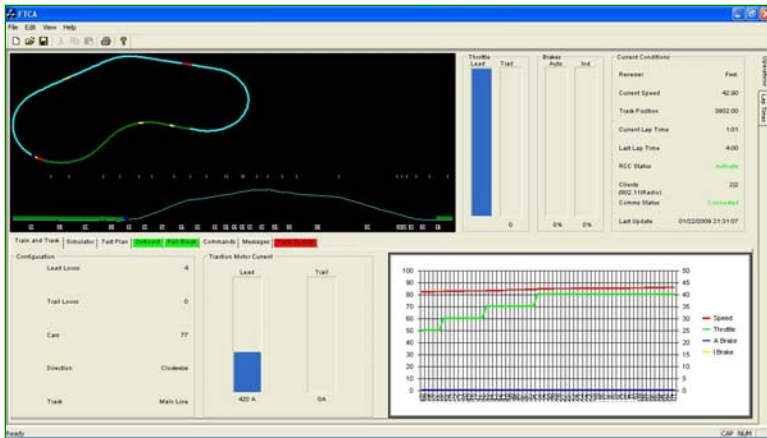 FTCA
File Edit View Help
Throttle
Lead Trail
0
Brakes
Auto Ind
0% 0%
Current Conditions
Reverser Fwd.
Current Speed 42.90
Track Position 3902.00
Current Lap Time 1:01
Last Lap Time 4:00
RCC Status
Clients 2|2
(802.11|Radio)
Comms Status Connected
Last Update 01/22/2009 21:31:07
Operations
Lap Times
Train and Track Simulator Test Plan Onboard Rail Break Commands Messages
Configuration
Lead Locos 4
Trail Locos 0
Cars 77
Direction
Track Main Line
Traction Motor Current
Lead Trail
420 A 0A
100 90 80 70 60 50 40 30 20 10 0
50 45 40 35 30 25 20 15 10 5 0
Speed
Throttle
A Brake
I Brake
Ready CAP NUM